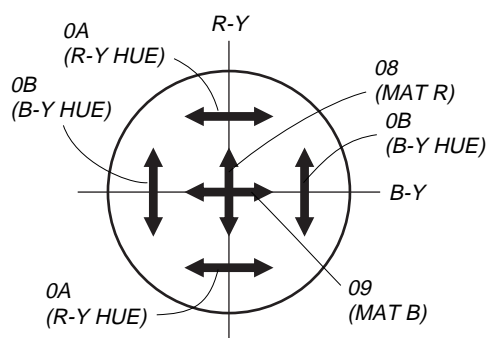 0A
(R-Y HUE)
R-Y
0B
(B-Y HUE)
08
(MAT R)
0B
(B-Y HUE)
B-Y
0A
(R-Y HUE)
09
(MAT B)